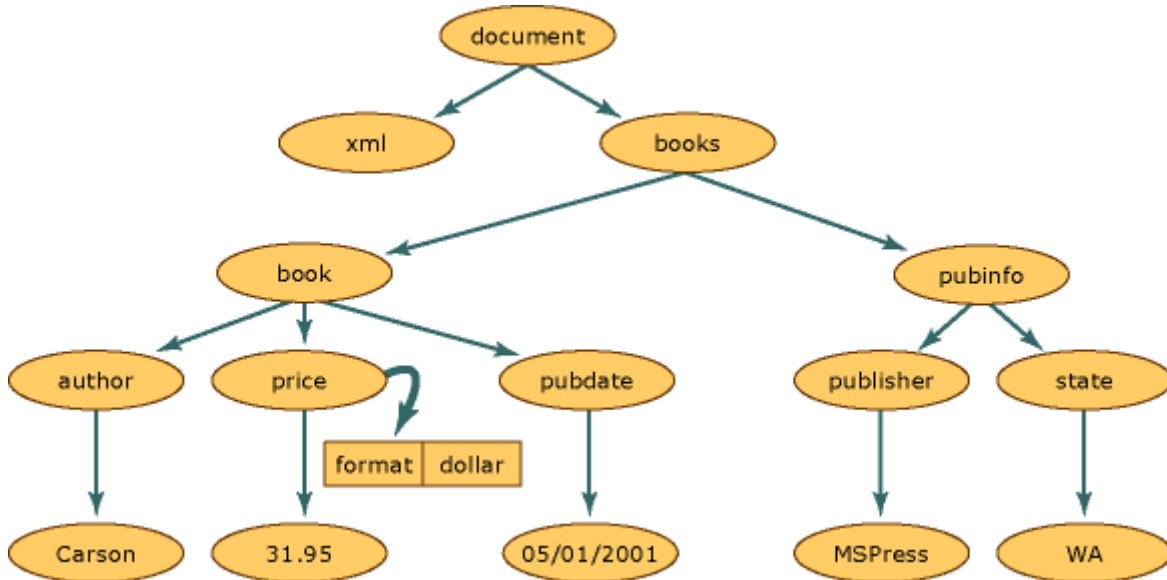 document
xml
books
book
pubinfo
author
price
pubdate
publisher
state
format dollar
Carson
31.95
05/01/2001
MSPress
WA